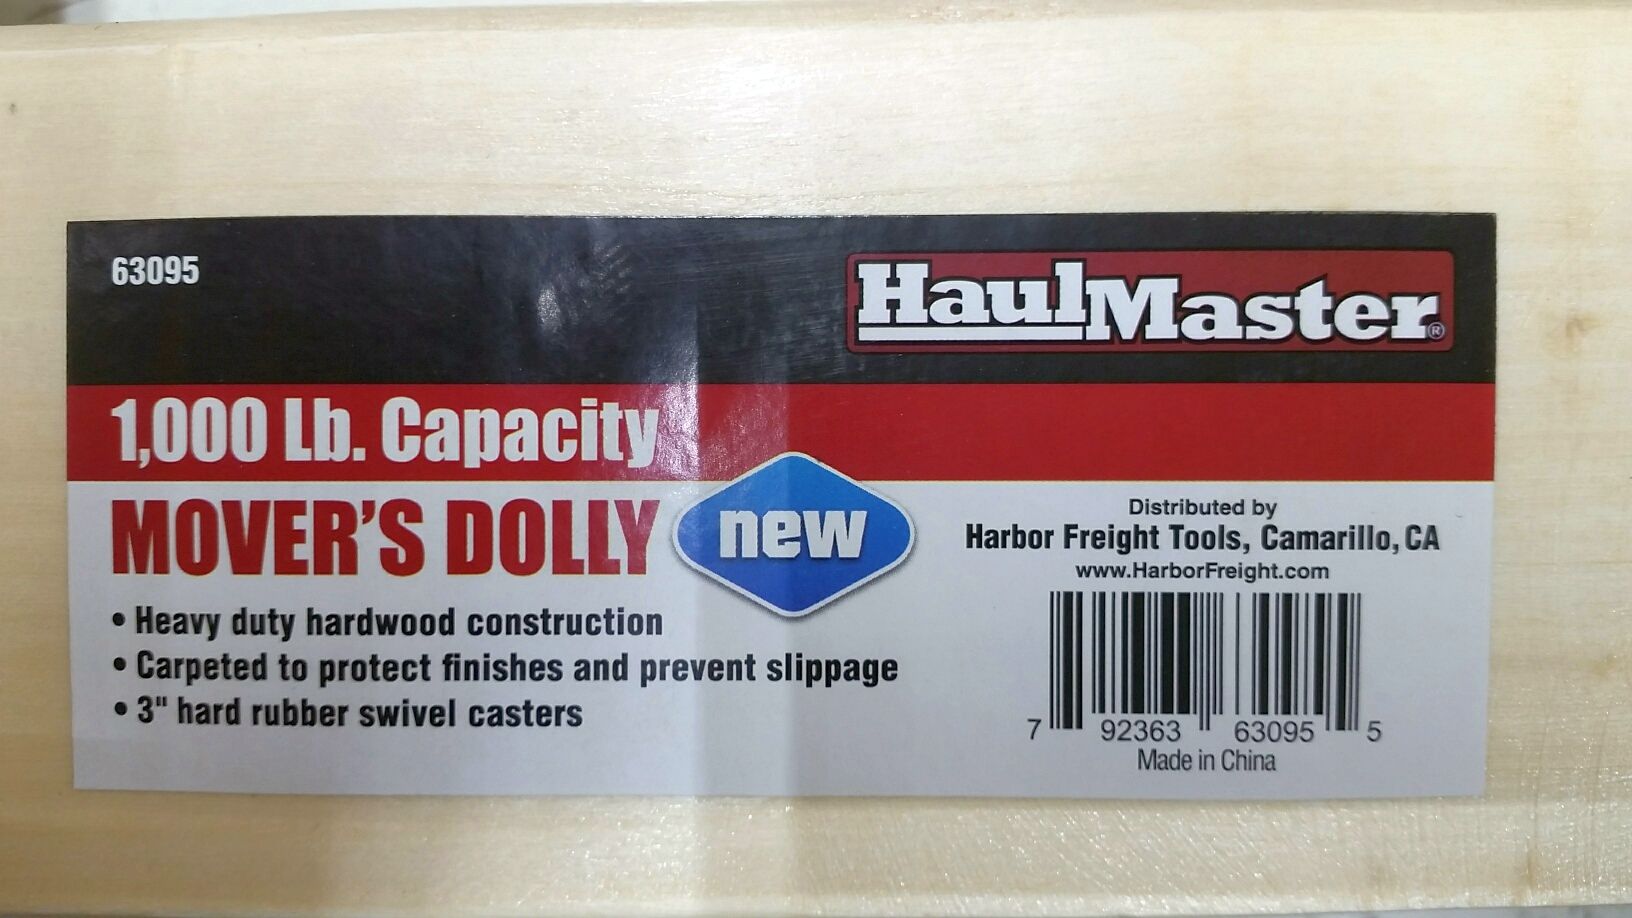 63095
HaulMaster®
1,000 Lb. Capacity
MOVER'S DOLLY
new
• Heavy duty hardwood construction
• Carpeted to protect finishes and prevent slippage
• 3" hard rubber swivel casters
Distributed by
Harbor Freight Tools, Camarillo, CA
www.HarborFreight.com
7 92363 63095 5
Made in China